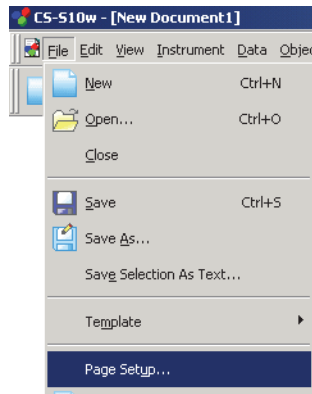 CS-S10w - [New Document1]
File Edit View Instrument Data Objec
New Ctrl+N
Open... Ctrl+O
Close
Save Ctrl+S
Save As...
Save Selection As Text...
Template
Page Setup...